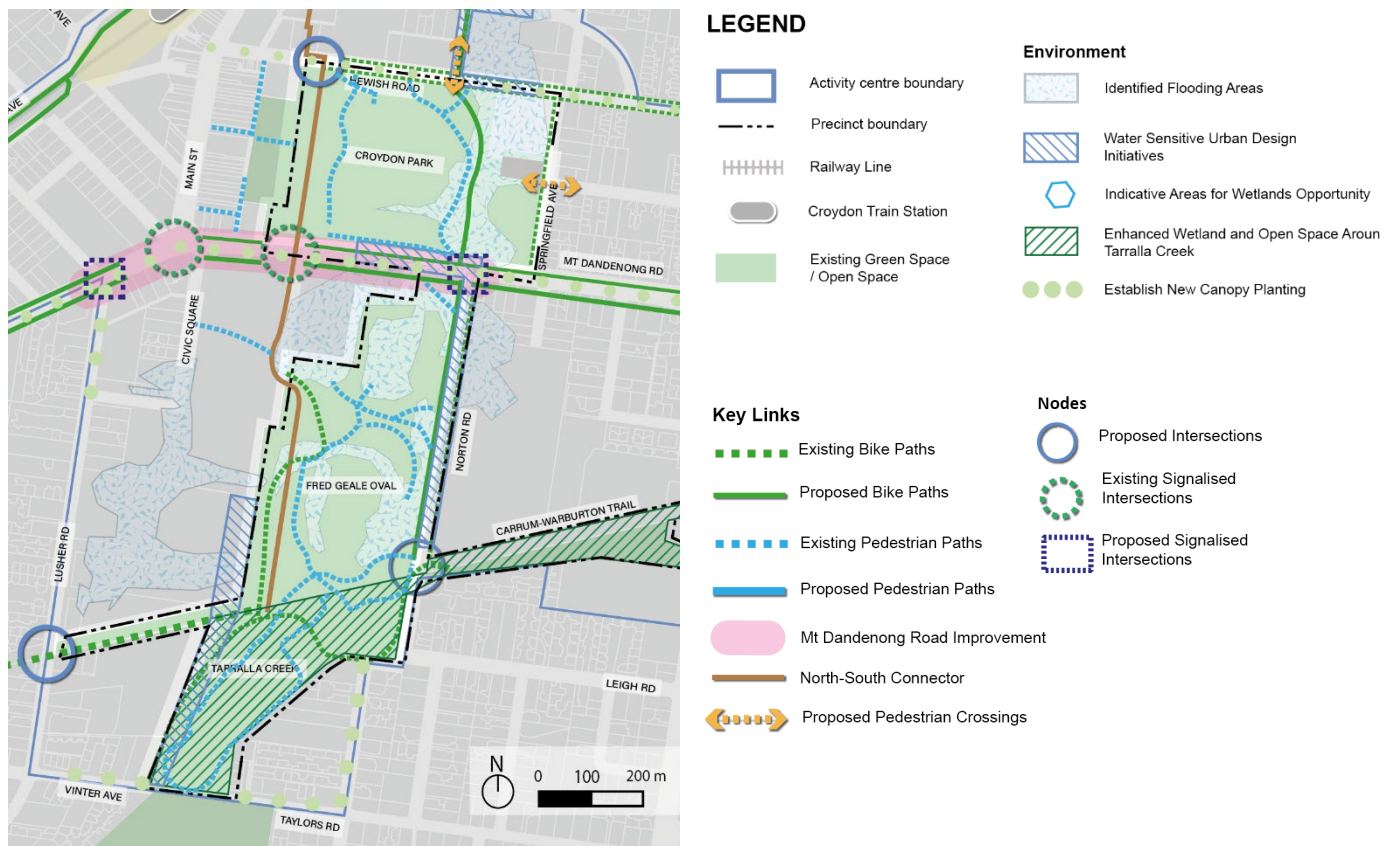 AVE
AVE
LEWISH ROAD
CROYDON PARK
MAIN ST
SPRINGFIELD AVE
MT DANDENONG RD
CIVIC SQUARE
NORTON RD
FRED GEALE OVAL
CARRUM-WARBURTON TRAIL
LUSHER RD
TARRALLA CREEK
LEIGH RD
VINTER AVE
TAYLORS RD
N
0 100 200 m
LEGEND
Activity centre boundary
Precinct boundary
Railway Line
Croydon Train Station
Existing Green Space
/ Open Space
Environment
Identified Flooding Areas
Water Sensitive Urban Design
Initiatives
Indicative Areas for Wetlands Opportunity
Enhanced Wetland and Open Space Aroun
Tarralla Creek
Establish New Canopy Planting
Key Links
Existing Bike Paths
Proposed Bike Paths
Existing Pedestrian Paths
Proposed Pedestrian Paths
Mt Dandenong Road Improvement
North-South Connector
Proposed Pedestrian Crossings
Nodes
Proposed Intersections
Existing Signalised
Intersections
Proposed Signalised
Intersections